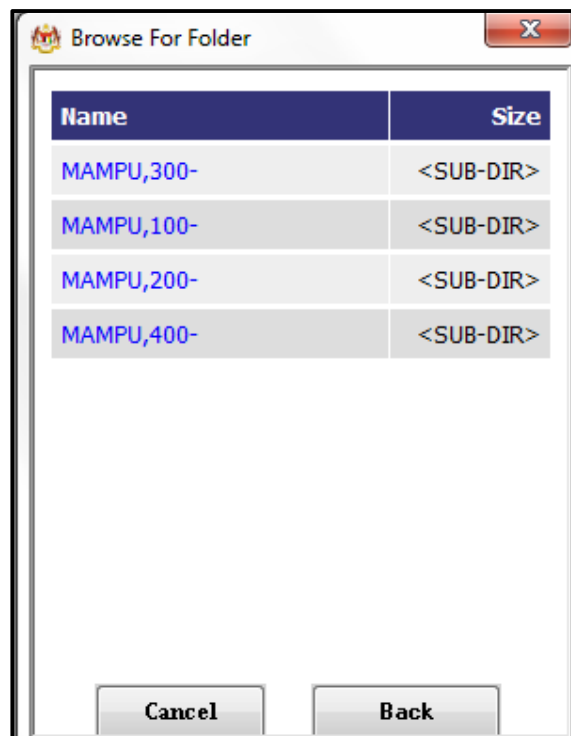 Browse For Folder
Name Size
MAMPU,300- <SUB-DIR>
MAMPU,100- <SUB-DIR>
MAMPU,200- <SUB-DIR>
MAMPU,400- <SUB-DIR>
Cancel Back